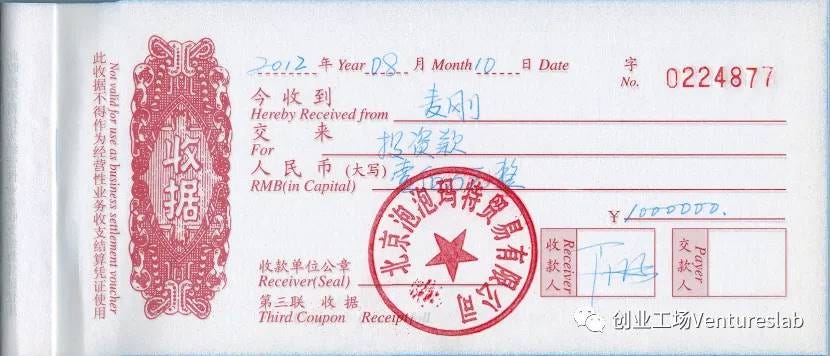 此收据不得作为经营性业务收支结算凭证使用
Not valid for use as business settlement voucher
收据
2012 年 Year 08 月 Month 10 日 Date
字
No. 0224877
今收到 麦刚
Hereby Received from
交来 投资款
For
人民币 (大写) 壹佰万整
RMB(in Capital)
¥ 1000000.
北京泡泡玛特贸易有限公司
收款单位公章
Receiver(Seal)
第三联 收据
Third Coupon Receipt
收款人 Receiver
交款人 Payer
创业工场Ventureslab